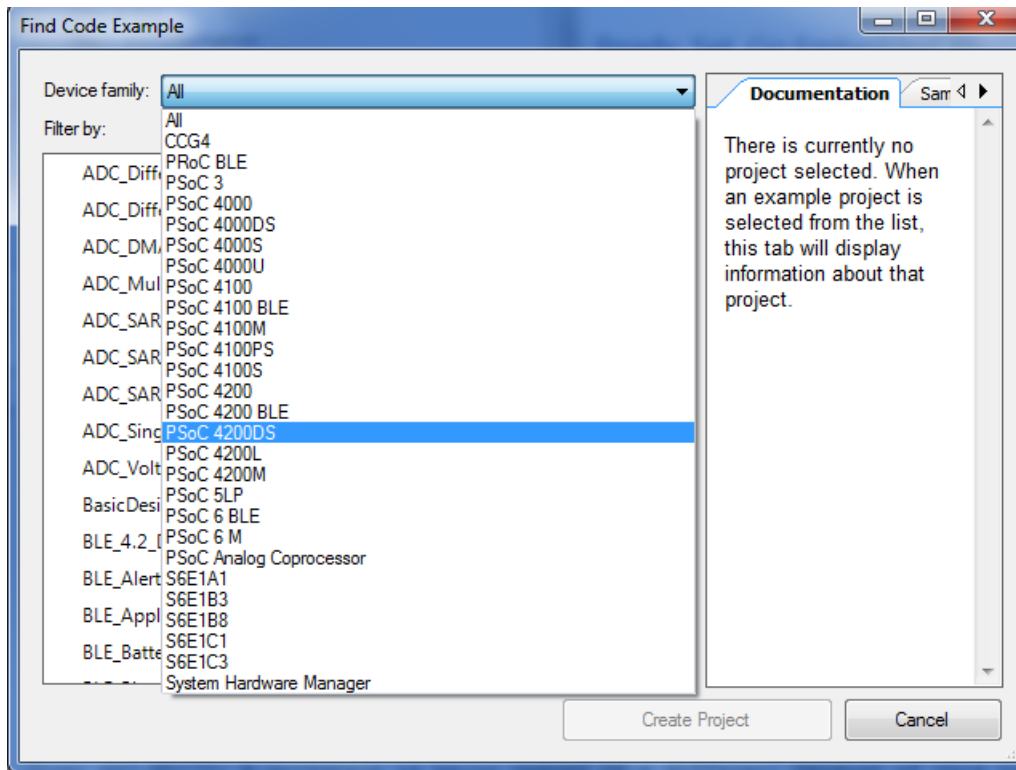 Find Code Example
Device family: All
Filter by:
All
CCG4
PRoC BLE
PSoC 3
PSoC 4000
PSoC 4000DS
PSoC 4000S
PSoC 4000U
PSoC 4100
PSoC 4100 BLE
PSoC 4100M
PSoC 4100PS
PSoC 4100S
PSoC 4200
PSoC 4200 BLE
PSoC 4200DS
PSoC 4200L
PSoC 4200M
PSoC 5LP
PSoC 6 BLE
PSoC 6 M
PSoC Analog Coprocessor
S6E1A1
S6E1B3
S6E1B8
S6E1C1
S6E1C3
System Hardware Manager
ADC_Diff
ADC_Diff
ADC_DM
ADC_Mul
ADC_SAR
ADC_SAR
ADC_SAR
ADC_Sing
ADC_Volt
BasicDesi
BLE_4.2_
BLE_Alert
BLE_Appl
BLE_Batte
Documentation Sam
There is currently no
project selected. When
an example project is
selected from the list,
this tab will display
information about that
project.
Create Project Cancel